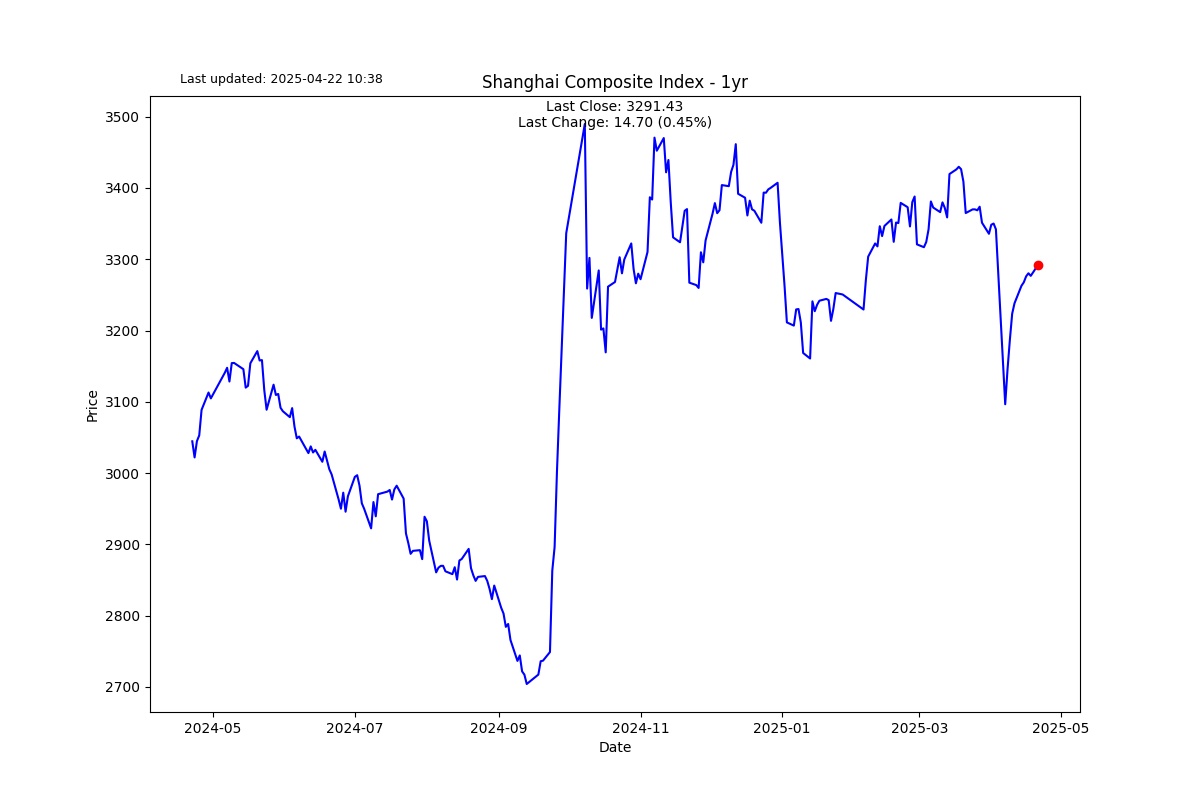 Last updated: 2025-04-22 10:38
Shanghai Composite Index - 1yr
Last Close: 3291.43
Last Change: 14.70 (0.45%)
3500
3400
3300
3200
3100
3000
2900
2800
2700
Price
2024-05
2024-07
2024-09
2024-11
2025-01
2025-03
2025-05
Date